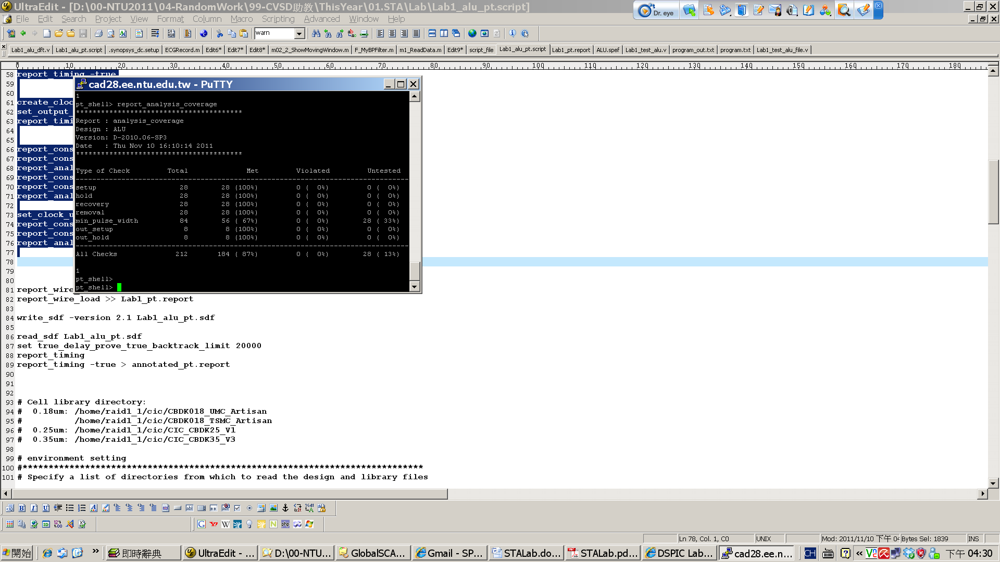 UltraEdit - [D:\00-NTU2011\04-RandomWork\99-CVSD助教\ThisYear\01.STA\Lab\Lab1_alu_pt.script]
Dr. eye
File Edit Search Project View Format Column Macro Scripting Advanced Window Help
warn
Lab1_alu_dft.v Lab1_alu_pt.script .synopsys_dc.setup ECGRecord.m Edit6* Edit7* Edit8* m02_2_ShowMovingWindow.m F_MyBPFilter.m m1_ReadData.m Edit9* script_file Lab1_alu_pt.script Lab1_pt.report ALU.spef Lab1_test_alu.v program_out.txt program.txt Lab1_test_alu_file.v
0 10 20 30 40 50 60 70 80 90 100 110 120 130 140 150 160 170 180
58 report_timing -true
59
60
61 create_cloc
62 set_output_
63 report_timi
64
65
66 report_cons
67 report_cons
68 report_anal
69 report_cons
70 report_cons
71 report_anal
72
73 set_clock_u
74 report_cons
75 report_cons
76 report_anal
77
78
79
80
81 report_wire
82 report_wire_load >> Lab1_pt.report
83
84 write_sdf -version 2.1 Lab1_alu_pt.sdf
85
86 read_sdf Lab1_alu_pt.sdf
87 set true_delay_prove_true_backtrack_limit 20000
88 report_timing
89 report_timing -true > annotated_pt.report
90
91
92
93 # Cell library directory:
94 # 0.18um: /home/raid1_1/cic/CBDK018_UMC_Artisan
95 # /home/raid1_1/cic/CBDK018_TSMC_Artisan
96 # 0.25um: /home/raid1_1/cic/CIC_CBDK25_V1
97 # 0.35um: /home/raid1_1/cic/CIC_CBDK35_V3
98
99 # environment setting
100 #*****************************************************************************
101 # Specify a list of directories from which to read the design and library files
cad28.ee.ntu.edu.tw - PuTTY
1
pt_shell> report_analysis_coverage
****************************************
Report : analysis_coverage
Design : ALU
Version: D-2010.06-SP3
Date : Thu Nov 10 16:10:14 2011
****************************************
Type of Check Total Met Violated Untested
--------------------------------------------------------------------------------
setup 28 28 (100%) 0 ( 0%) 0 ( 0%)
hold 28 28 (100%) 0 ( 0%) 0 ( 0%)
recovery 28 28 (100%) 0 ( 0%) 0 ( 0%)
removal 28 28 (100%) 0 ( 0%) 0 ( 0%)
min_pulse_width 84 56 ( 67%) 0 ( 0%) 28 ( 33%)
out_setup 8 8 (100%) 0 ( 0%) 0 ( 0%)
out_hold 8 8 (100%) 0 ( 0%) 0 ( 0%)
--------------------------------------------------------------------------------
All Checks 212 184 ( 87%) 0 ( 0%) 28 ( 13%)
1
pt_shell>
pt_shell>
Ln 78, Col. 1, C0 UNIX Mod: 2011/11/10 下午 04 Bytes Sel: 1839 INS
開始 » 即時辭典 UltraEdit - ... D:\00-NTU... GlobalSCA... Gmail - SP... STALab.do... STALab.pd... DSPIC Lab... cad28.ee.n... CH « 下午 04:30